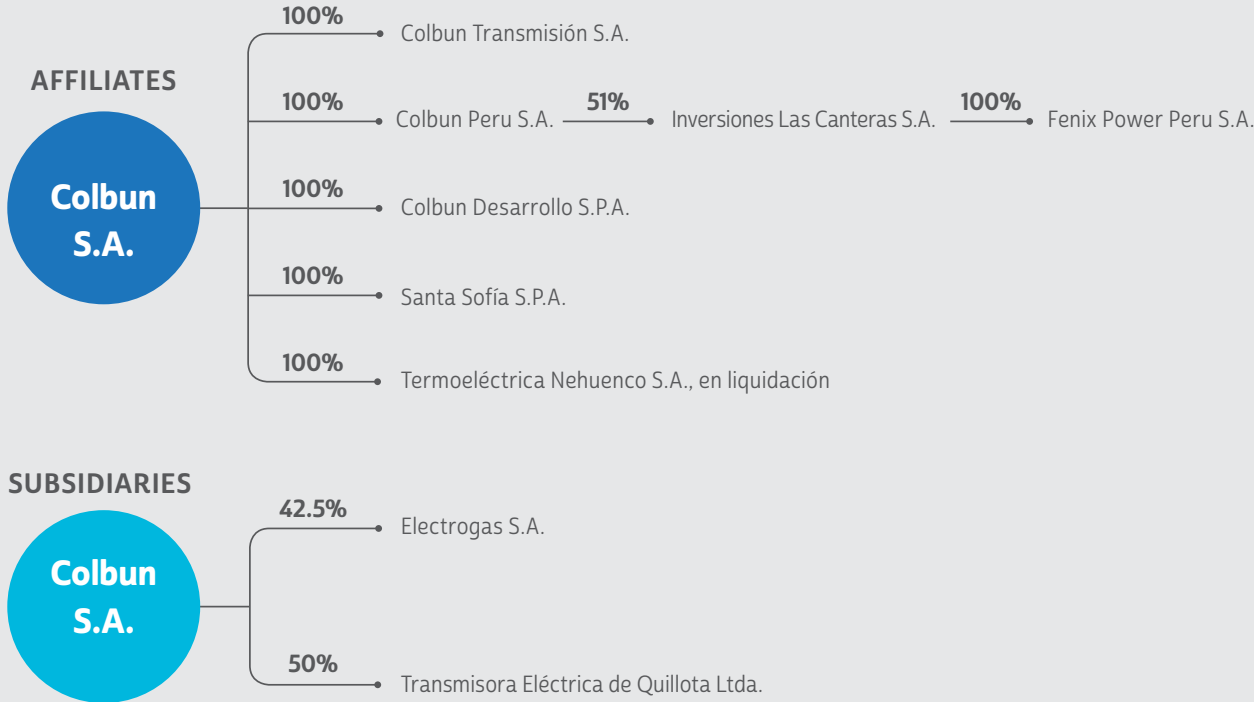 AFFILIATES
Colbun
S.A.
100%
Colbun Transmisión S.A.
100%
Colbun Peru S.A.
51%
Inversiones Las Canteras S.A.
100%
Fenix Power Peru S.A.
100%
Colbun Desarrollo S.P.A.
100%
Santa Sofía S.P.A.
100%
Termoeléctrica Nehuenco S.A., en liquidación
SUBSIDIARIES
Colbun
S.A.
42.5%
Electrogas S.A.
50%
Transmisora Eléctrica de Quillota Ltda.